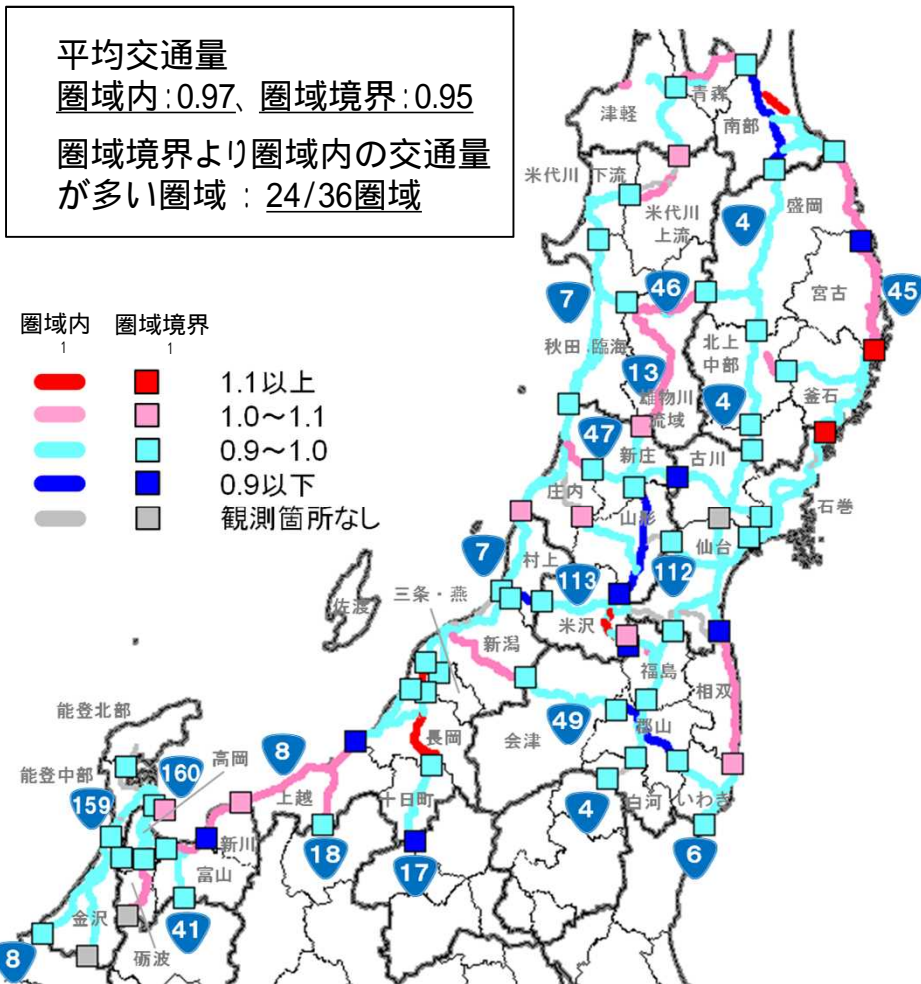 平均交通量
圏域内:0.97、圏域境界:0.95
圏域境界より圏域内の交通量
が多い圏域 : 24/36圏域
圏域内 圏域境界
1 1
1.1以上
1.0～1.1
0.9～1.0
0.9以下
観測箇所なし
青森
津軽
南部
米代川 下流
米代川
上流
盛岡
4
46
7
45
宮古
秋田 臨海
北上
中部
13
4
釜石
雄物川
流域
47
新庄
古川
庄内
山形
石巻
仙台
7
村上
113
112
佐渡
三条・燕
米沢
新潟
福島
相双
能登北部
49
郡山
会津
長岡
高岡
8
能登中部
160
上越
十日町
159
4
白河
いわき
新川
18
17
6
富山
金沢
41
砺波
8